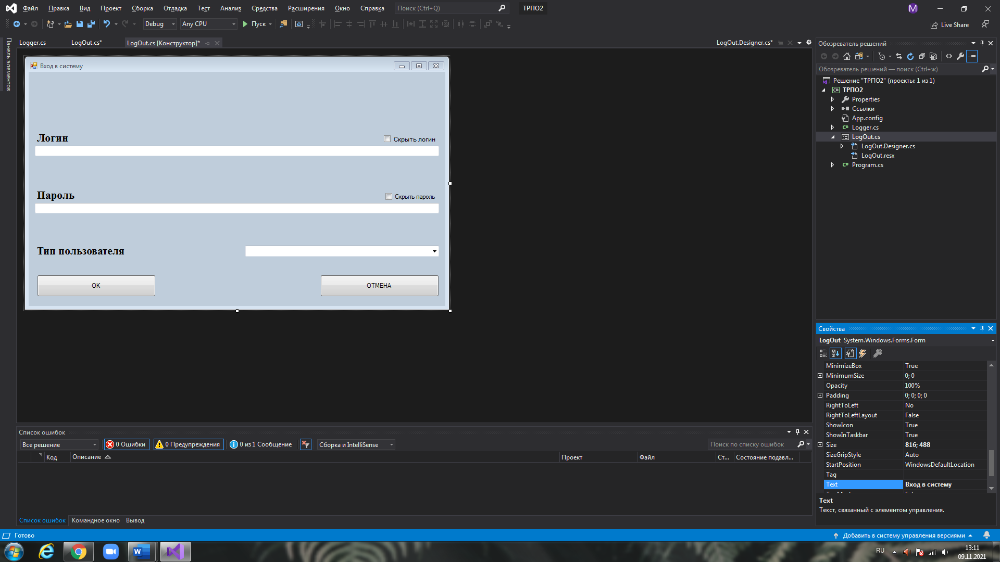 Файл Правка Вид Проект Сборка Отладка Тест Анализ Средства Расширения Окно Справка Поиск (Ctrl+Q) ТРПО2 M
Debug Any CPU Пуск Live Share
Панель элементов
Logger.cs LogOut.cs* LogOut.cs [Конструктор]* LogOut.Designer.cs*
Вход в систему
Логин
Скрыть логин
Пароль
Скрыть пароль
Тип пользователя
OK
ОТМЕНА
Обозреватель решений
Обозреватель решений — поиск (Ctrl+ж)
Решение "ТРПО2" (проекты: 1 из 1)
C# ТРПО2
Properties
Ссылки
App.config
C# Logger.cs
LogOut.cs
LogOut.Designer.cs
LogOut.resx
C# Program.cs
Свойства
LogOut System.Windows.Forms.Form
MinimizeBox True
MinimumSize 0; 0
Opacity 100%
Padding 0; 0; 0; 0
RightToLeft No
RightToLeftLayout False
ShowIcon True
ShowInTaskbar True
Size 816; 488
SizeGripStyle Auto
StartPosition WindowsDefaultLocation
Tag
Text Вход в систему
Text
Текст, связанный с элементом управления.
Список ошибок
Все решение 0 Ошибки 0 Предупреждения 0 из 1 Сообщение Сборка и IntelliSense Поиск по списку ошибок
Код Описание Проект Файл Ст... Состояние подавл...
Список ошибок Командное окно Вывод
Готово Добавить в систему управления версиями
RU 13:11
09.11.2021